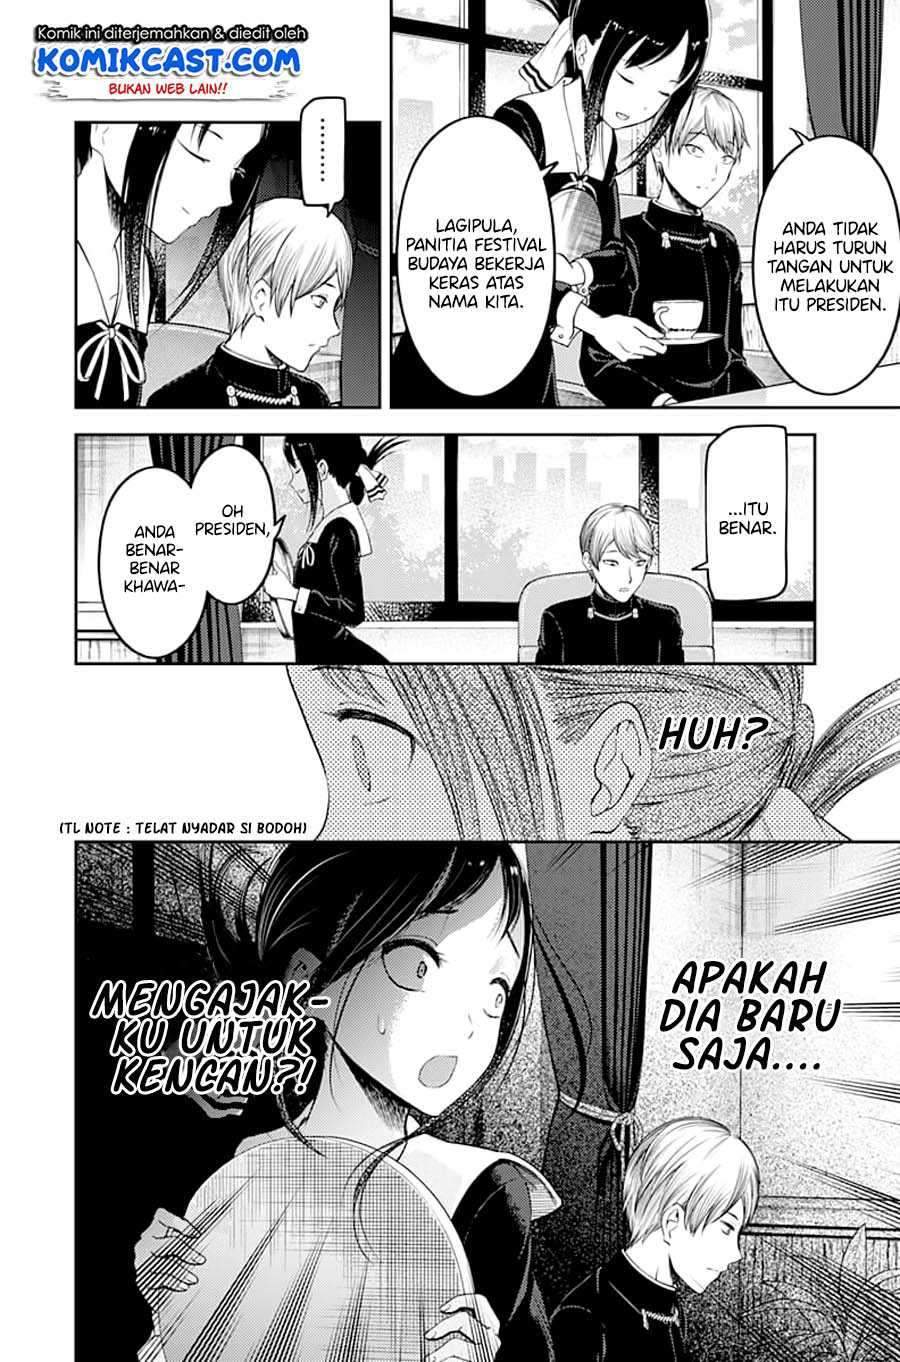 Komik ini diterjemahkan & diedit oleh
KOMIKCAST.COM
BUKAN WEB LAIN!!
ANDA TIDAK
HARUS TURUN
TANGAN UNTUK
MELAKUKAN
ITU PRESIDEN.
LAGIPULA,
PANITIA FESTIVAL
BUDAYA BEKERJA
KERAS ATAS
NAMA KITA.
.........
...ITU
BENAR.
OH
PRESIDEN,
ANDA
BENAR-
BENAR
KHAWA-
HUH?
(TL NOTE : TELAT NYADAR SI BODOH)
APAKAH
DIA BARU
SAJA....
MENGAJAK-
KU UNTUK
KENCAN?!